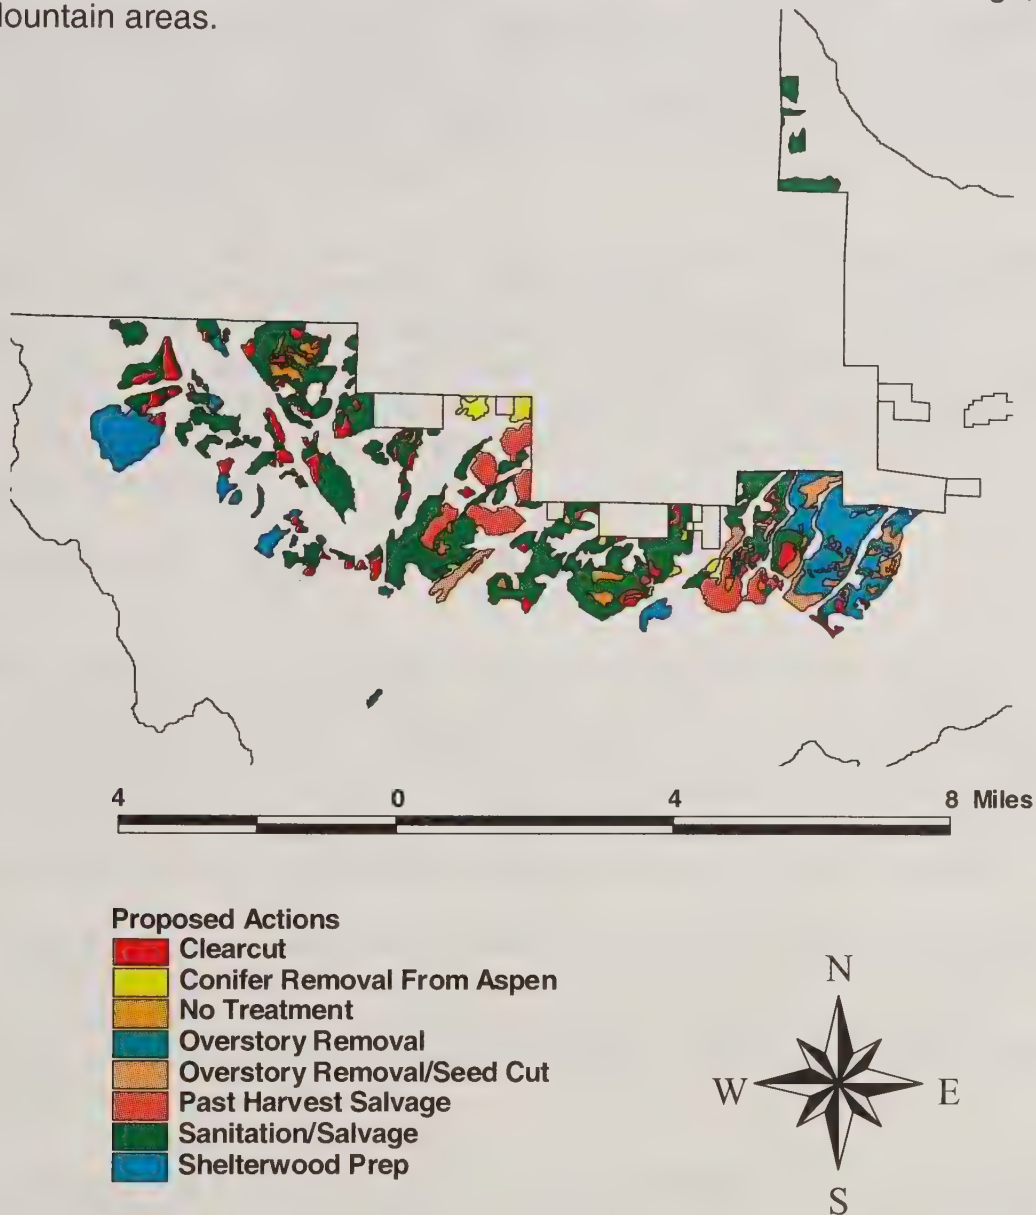 ountain areas.
4 0 4 8 Miles
Proposed Actions
Clearcut
Conifer Removal From Aspen
No Treatment
Overstory Removal
Overstory Removal/Seed Cut
Past Harvest Salvage
Sanitation/Salvage
Shelterwood Prep
N
W E
S